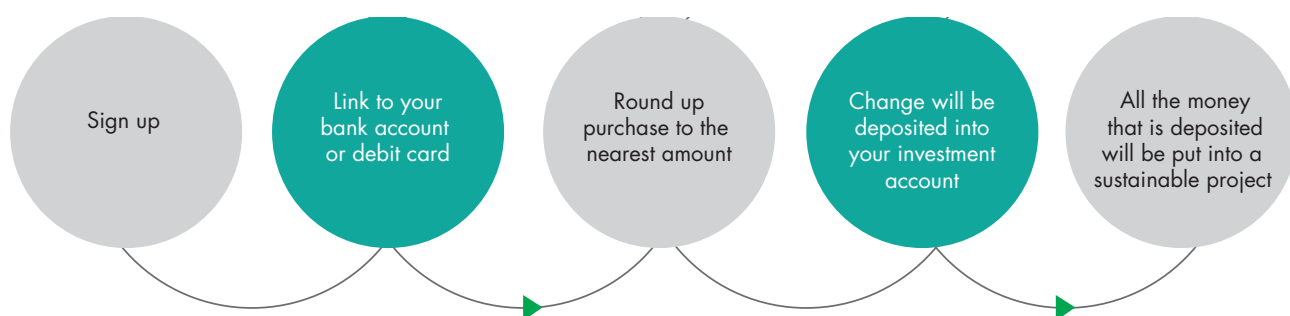 Sign up
Link to your
bank account
or debit card
Round up
purchase to the
nearest amount
Change will be
deposited into
your investment
account
All the money
that is deposited
will be put into a
sustainable project